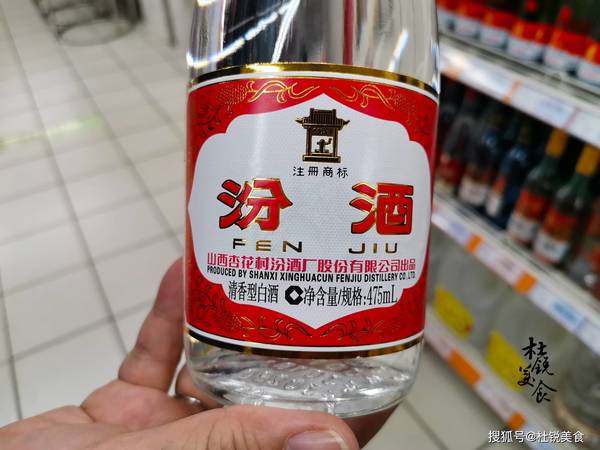 注册商标
汾酒
FEN JIU
山西杏花村汾酒厂股份有限公司出品
PRODUCED BY SHANXI XINGHUACUN FENJIU DISTILLERY CO. LTD.
清香型白酒 C净含量/规格:475mL
杜锐美食
搜狐号@杜锐美食